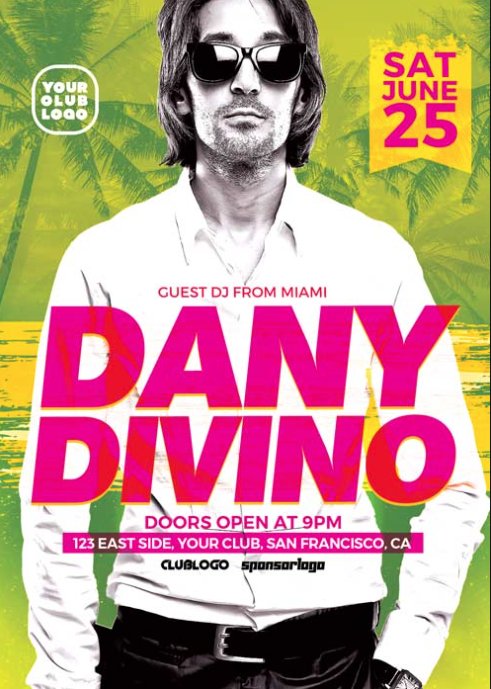 YOUR
CLUB
LOGO
SAT
JUNE
25
GUEST DJ FROM MIAMI
DANY
DIVINO
DOORS OPEN AT 9PM
123 EAST SIDE, YOUR CLUB, SAN FRANCISCO, CA
CLUBLOGO sponsorlogo